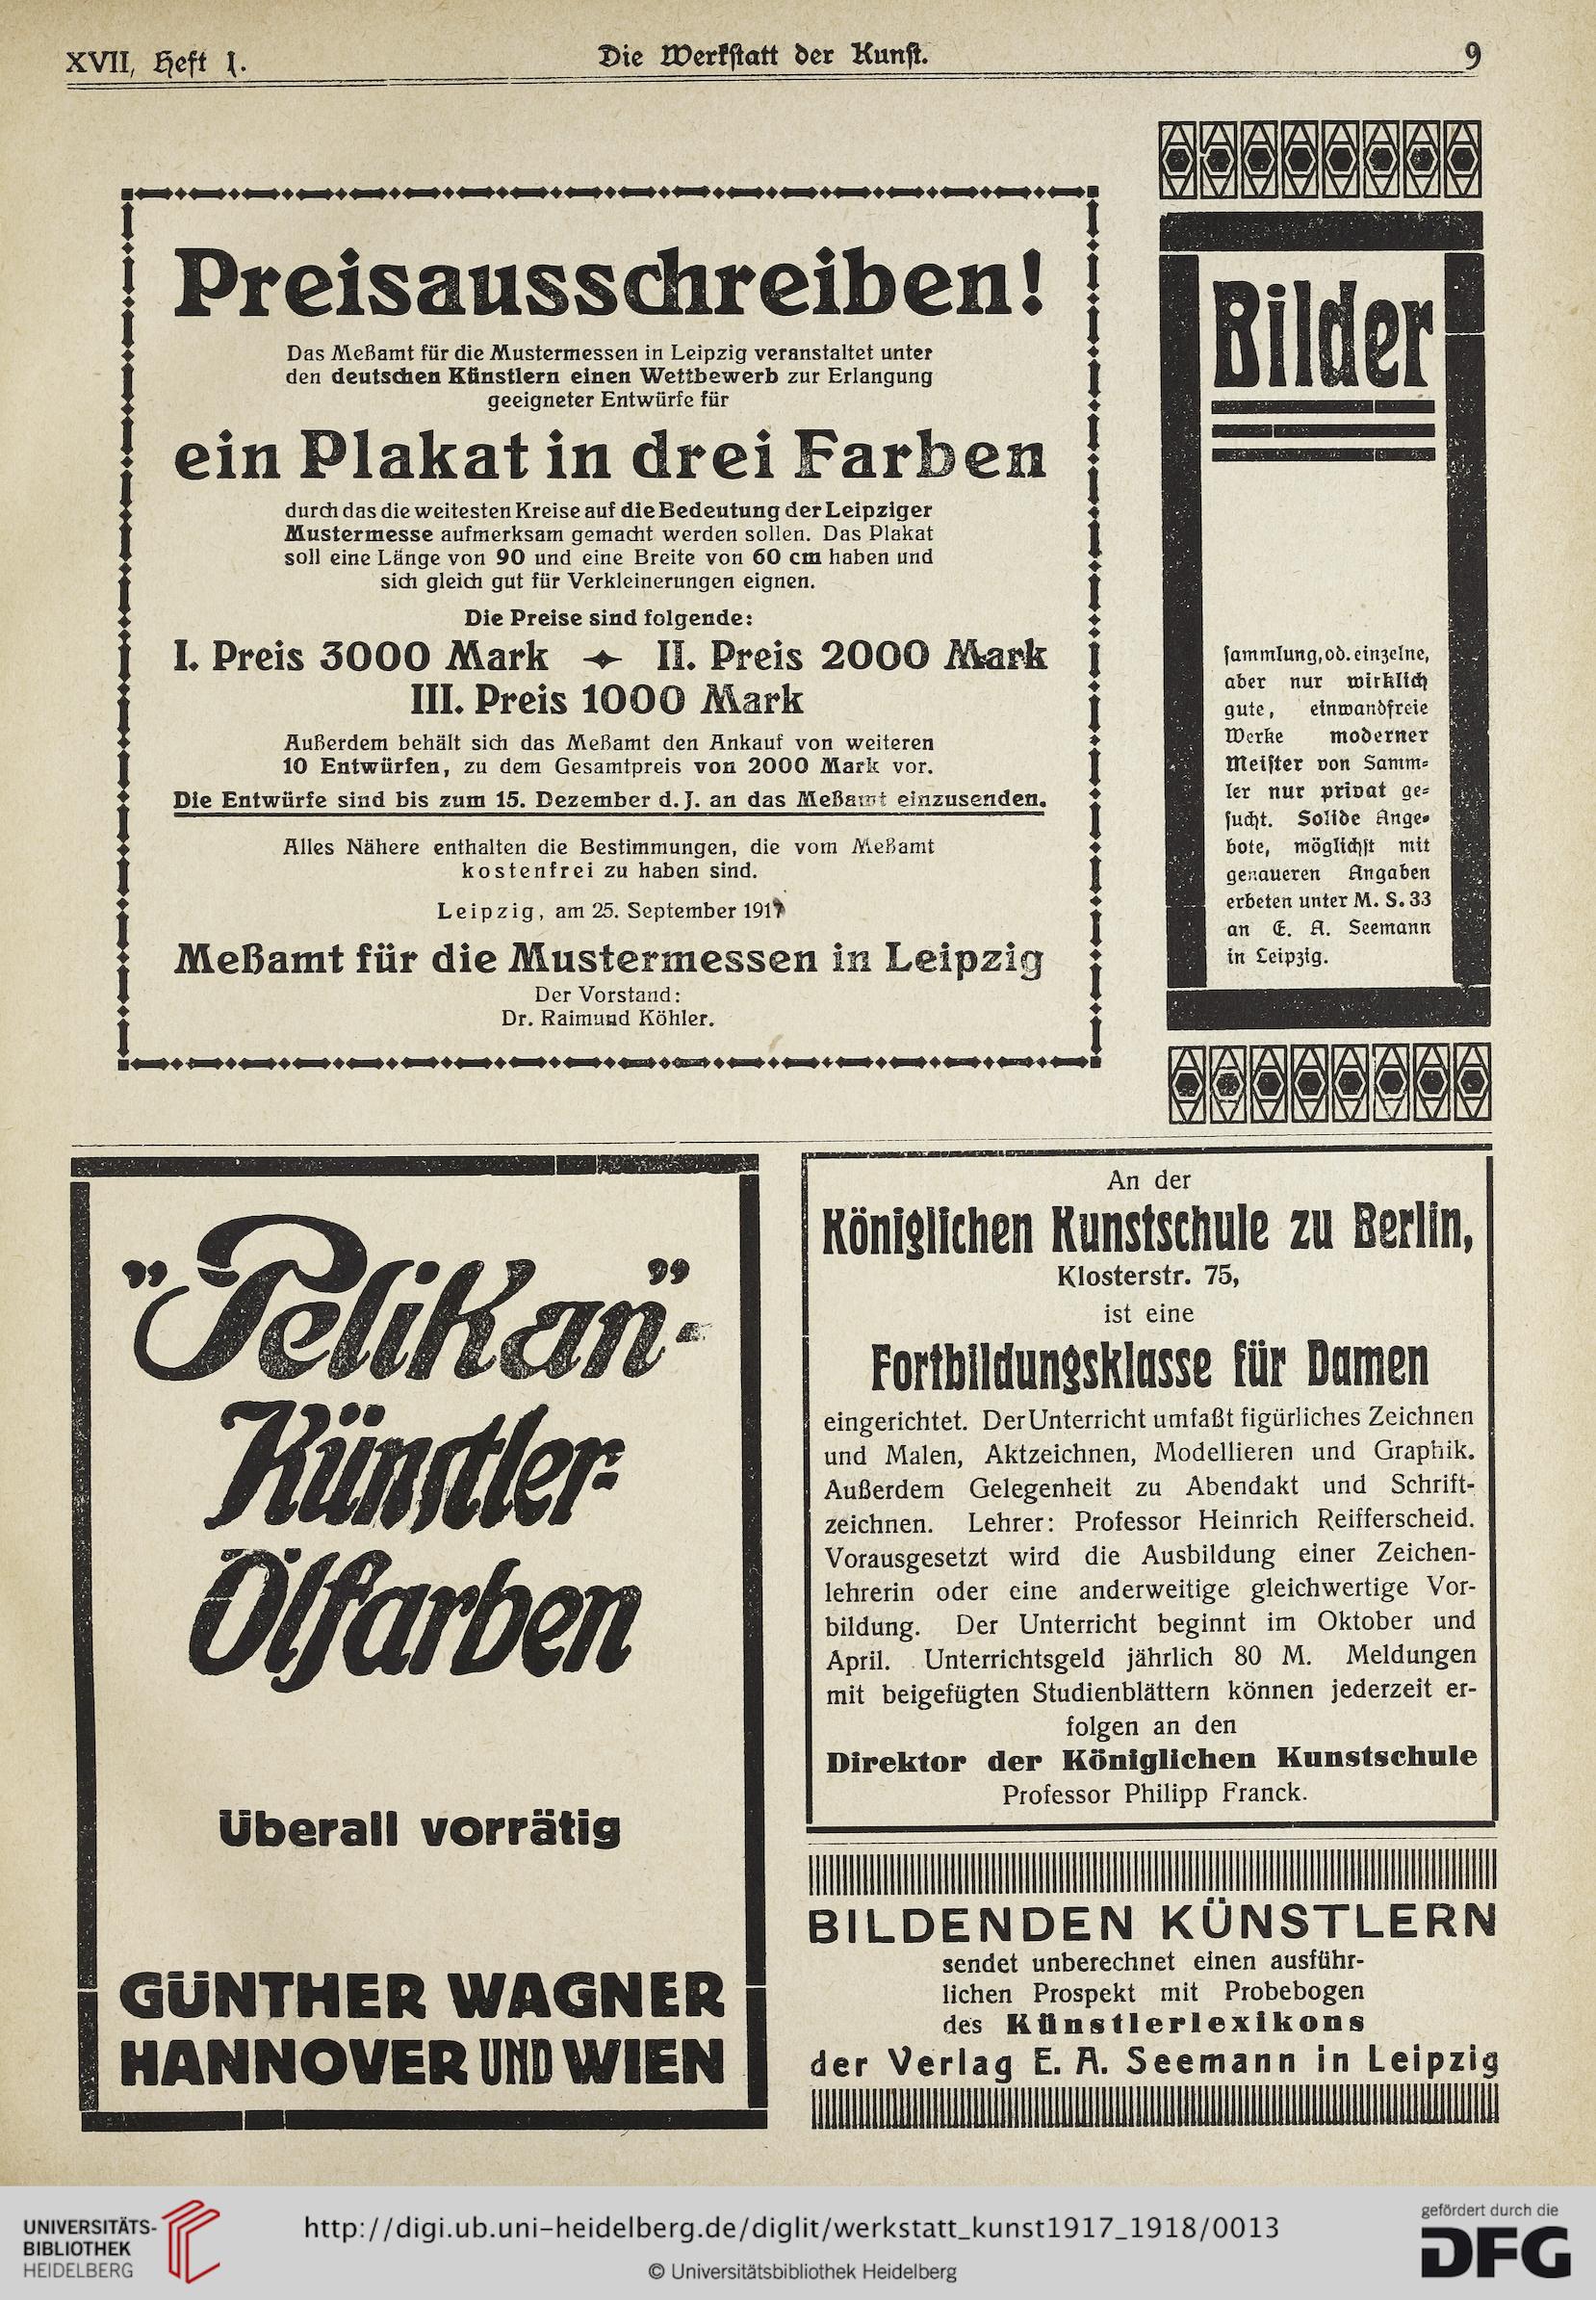 XVII, Heft 1.
Die Werkstatt der Kunst.
9
Preisausschreiben!
Das Meßamt für die Mustermessen in Leipzig veranstaltet unter
den deutschen Künstlern einen Wettbewerb zur Erlangung
geeigneter Entwürfe für
ein Plakat in drei Farben
durch das die weitesten Kreise auf die Bedeutung der Leipziger
Mustermesse aufmerksam gemacht werden sollen. Das Plakat
soll eine Länge von 90 und eine Breite von 60 cm haben und
sich gleich gut für Verkleinerungen eignen.
Die Preise sind folgende:
I. Preis 3000 Mark II. Preis 2000 Mark
III. Preis 1000 Mark
Außerdem behält sich das Meßamt den Ankauf von weiteren
10 Entwürfen, zu dem Gesamtpreis von 2000 Mark vor.
Die Entwürfe sind bis zum 15. Dezember d. J. an das Meßamt einzusenden.
Alles Nähere enthalten die Bestimmungen, die vom Meßamt
kostenfrei zu haben sind.
Leipzig, am 25. September 1917
Meßamt für die Mustermessen in Leipzig
Der Vorstand:
Dr. Raimund Köhler.
Bilder
sammlung, od. einzelne,
aber nur wirklich
gute, einwandfreie
Werke moderner
Meister von Samm-
ler nur privat ge-
sucht. Solide Ange-
bote, möglichst mit
genaueren Angaben
erbeten unter M. S. 33
an E. A. Seemann
in Leipzig.
"Pelikan"-
Künstler-
Ölfarben
Überall vorrätig
GÜNTHER WAGNER
HANNOVER UND WIEN
An der
Königlichen Kunstschule zu Berlin,
Klosterstr. 75,
ist eine
Fortbildungsklasse für Damen
eingerichtet. Der Unterricht umfaßt figürliches Zeichnen
und Malen, Aktzeichnen, Modellieren und Graphik.
Außerdem Gelegenheit zu Abendakt und Schrift-
zeichnen. Lehrer: Professor Heinrich Reifferscheid.
Vorausgesetzt wird die Ausbildung einer Zeichen-
lehrerin oder eine anderweitige gleichwertige Vor-
bildung. Der Unterricht beginnt im Oktober und
April. Unterrichtsgeld jährlich 80 M. Meldungen
mit beigefügten Studienblättern können jederzeit er-
folgen an den
Direktor der Königlichen Kunstschule
Professor Philipp Franck.
BILDENDEN KÜNSTLERN
sendet unberechnet einen ausführ-
lichen Prospekt mit Probebogen
des Künstlerlexikons
der Verlag E. A. Seemann in Leipzig
UNIVERSITÄTS-
BIBLIOTHEK
HEIDELBERG
http://digi.ub.uni-heidelberg.de/diglit/werkstatt_kunst1917_1918/0013
© Universitätsbibliothek Heidelberg
gefördert durch die
DFG